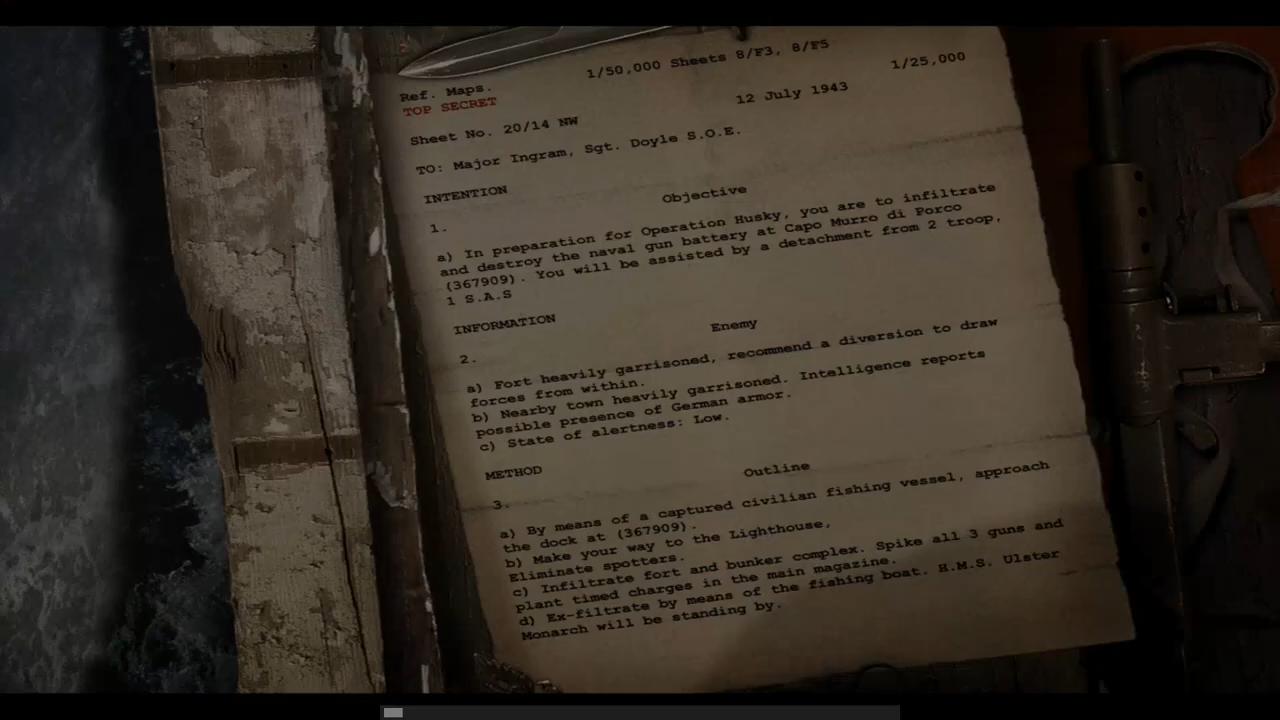 1/50,000 Sheets 8/F3, 8/F5
Ref. Maps. 1/25,000
TOP SECRET
12 July 1943
Sheet No. 20/14 NW
TO: Major Ingram, Sgt. Doyle S.O.E.
INTENTION
Objective
1.
a) In preparation for Operation Husky, you are to infiltrate
and destroy the naval gun battery at Capo Murro di Porco
(367909). You will be assisted by a detachment from 2 troop,
1 S.A.S
INFORMATION
Enemy
2.
a) Fort heavily garrisoned, recommend a diversion to draw
forces from within.
b) Nearby town heavily garrisoned. Intelligence reports
possible presence of German armor.
c) State of alertness: Low.
METHOD
Outline
3.
a) By means of a captured civilian fishing vessel, approach
the dock at (367909).
b) Make your way to the Lighthouse,
Eliminate spotters.
c) Infiltrate fort and bunker complex. Spike all 3 guns and
plant timed charges in the main magazine.
d) Ex-filtrate by means of the fishing boat. H.M.S. Ulster
Monarch will be standing by.